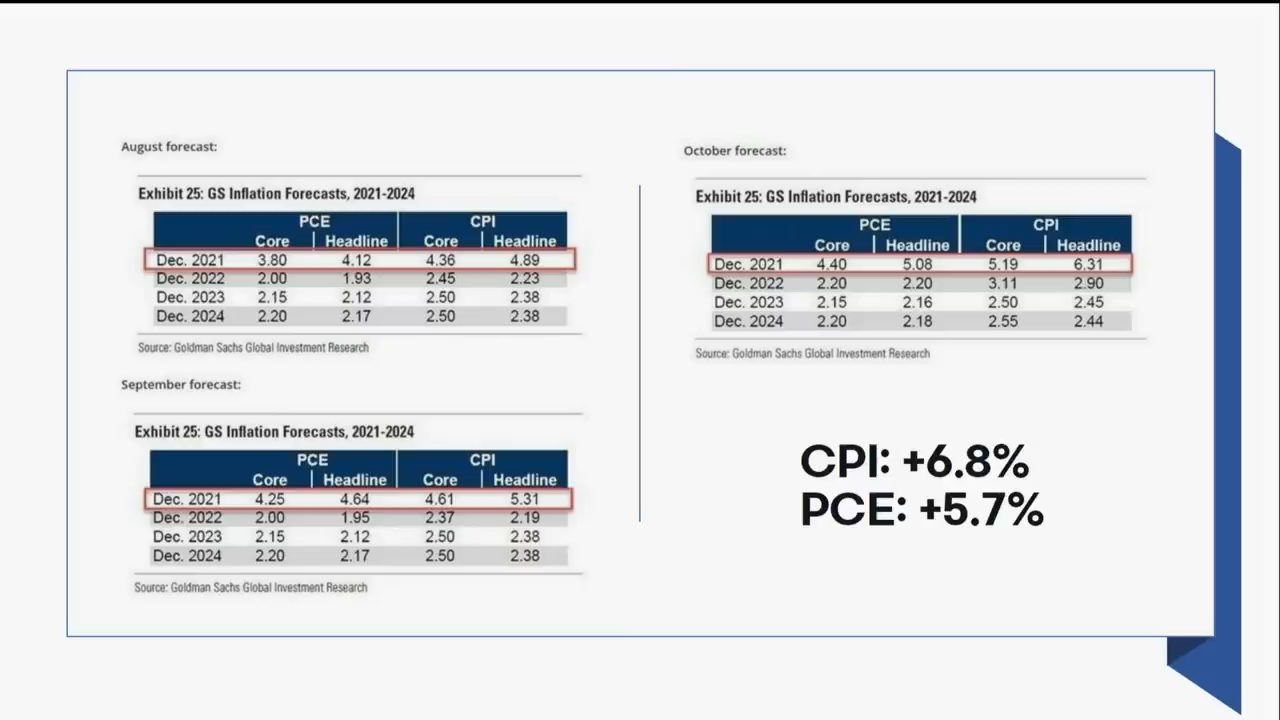 August forecast:
Exhibit 25: GS Inflation Forecasts, 2021-2024
PCE CPI
Core Headline Core Headline
Dec. 2021 3.80 4.12 4.36 4.89
Dec. 2022 2.00 1.93 2.45 2.23
Dec. 2023 2.15 2.12 2.50 2.38
Dec. 2024 2.20 2.17 2.50 2.38
Source: Goldman Sachs Global Investment Research
September forecast:
Exhibit 25: GS Inflation Forecasts, 2021-2024
PCE CPI
Core Headline Core Headline
Dec. 2021 4.25 4.64 4.61 5.31
Dec. 2022 2.00 1.95 2.37 2.19
Dec. 2023 2.15 2.12 2.50 2.38
Dec. 2024 2.20 2.17 2.50 2.38
Source: Goldman Sachs Global Investment Research
October forecast:
Exhibit 25: GS Inflation Forecasts, 2021-2024
PCE CPI
Core Headline Core Headline
Dec. 2021 4.40 5.08 5.19 6.31
Dec. 2022 2.20 2.20 3.11 2.90
Dec. 2023 2.15 2.16 2.50 2.45
Dec. 2024 2.20 2.18 2.55 2.44
Source: Goldman Sachs Global Investment Research
CPI: +6.8%
PCE: +5.7%